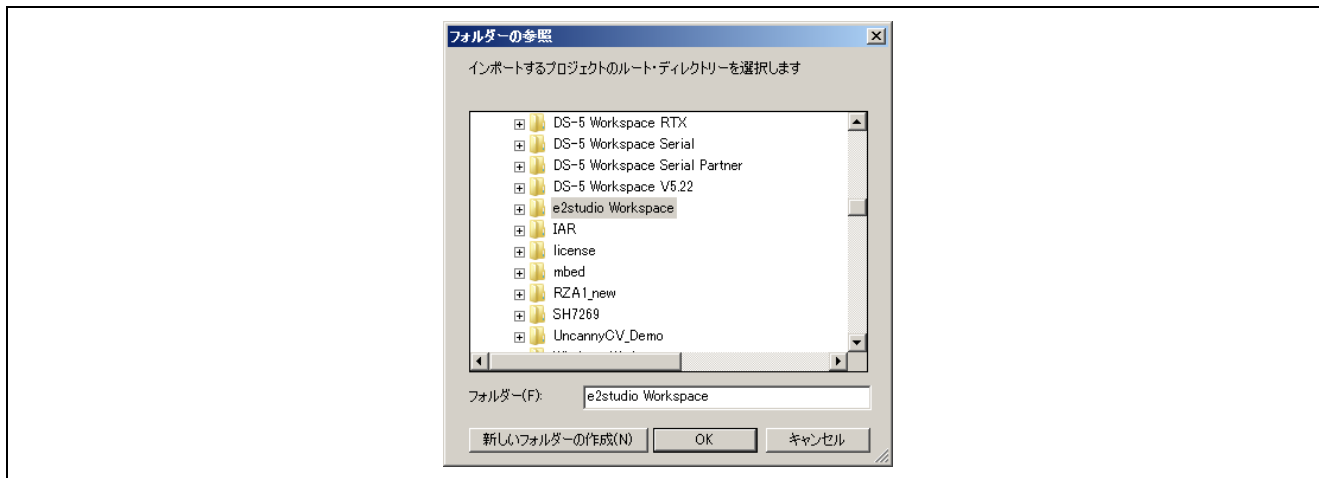 フォルダーの参照
インポートするプロジェクトのルート・ディレクトリーを選択します
DS-5 Workspace RTX
DS-5 Workspace Serial
DS-5 Workspace Serial Partner
DS-5 Workspace V5.22
e2studio Workspace
IAR
license
mbed
RZA1_new
SH7269
UncannyCV_Demo
フォルダー(F): e2studio Workspace
新しいフォルダーの作成(N) OK キャンセル